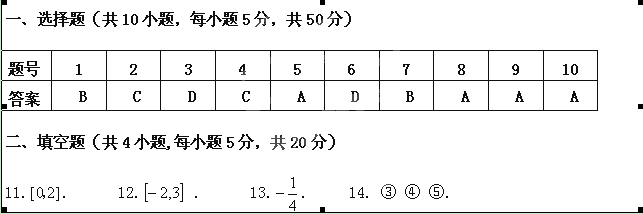 一、选择题（共10小题，每小题5分，共50分）
题号 1 2 3 4 5 6 7 8 9 10
答案 B C D C A D B A A A
二、填空题（共4小题,每小题5分，共20分）
11. [0,2]. 12. [-2,3] . 13. -1/4. 14. ③ ④ ⑤.